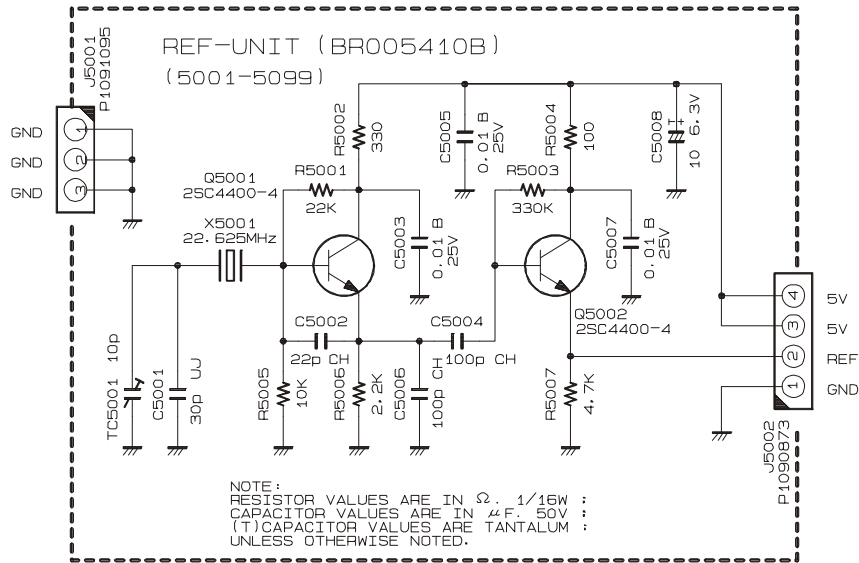 REF-UNIT (BR005410B)
(5001-5099)
J5001
P1091095
GND
1
GND
2
GND
3
R5002
330
C5005
0.01 B
25V
R5004
100
C5008
T +
10 6.3V
Q5001
2SC4400-4
R5001
22K
R5003
330K
X5001
22.625MHz
C5003
0.01 B
25V
C5007
0.01 B
25V
Q5002
2SC4400-4
4
5V
3
5V
2
REF
1
GND
C5002
22p CH
C5004
100p CH
TC5001 10p
C5001
30p UJ
R5005
10K
R5006
2.2K
C5006
100p CH
R5007
4.7K
J5002
P1090873
NOTE:
RESISTOR VALUES ARE IN Ω. 1/16W ;
CAPACITOR VALUES ARE IN μF. 50V ;
(T)CAPACITOR VALUES ARE TANTALUM ;
UNLESS OTHERWISE NOTED.